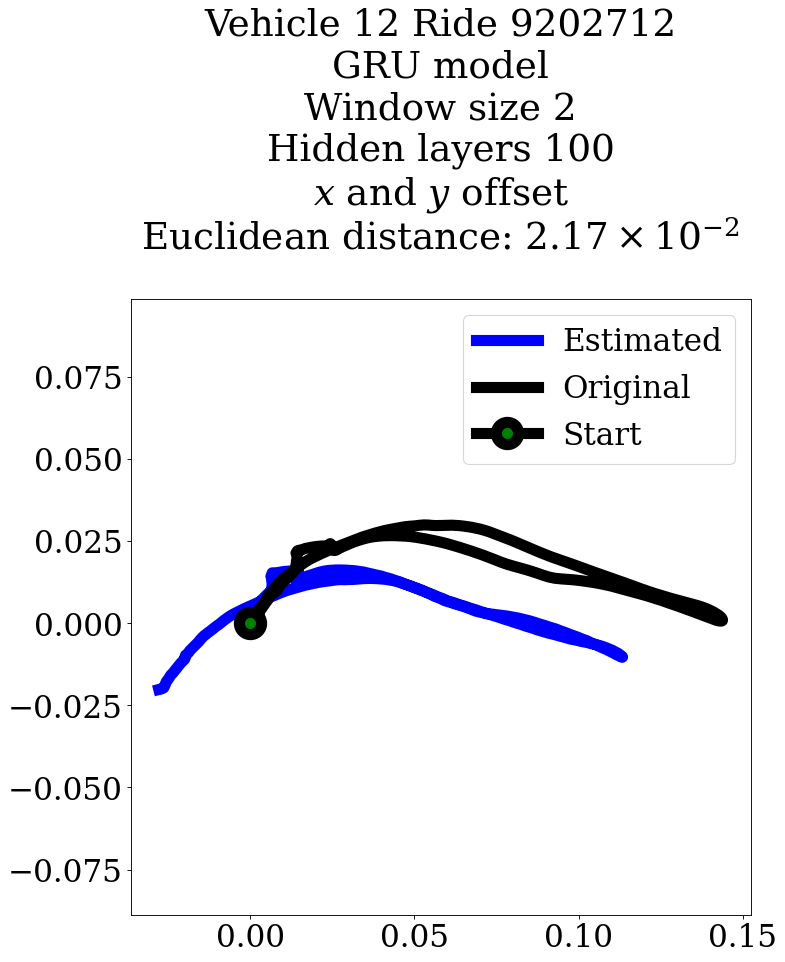 Vehicle 12 Ride 9202712
GRU model
Window size 2
Hidden layers 100
x and y offset
Euclidean distance: 2.17 × 10⁻²
Estimated
Original
Start
0.075
0.050
0.025
0.000
−0.025
−0.050
−0.075
0.00 0.05 0.10 0.15